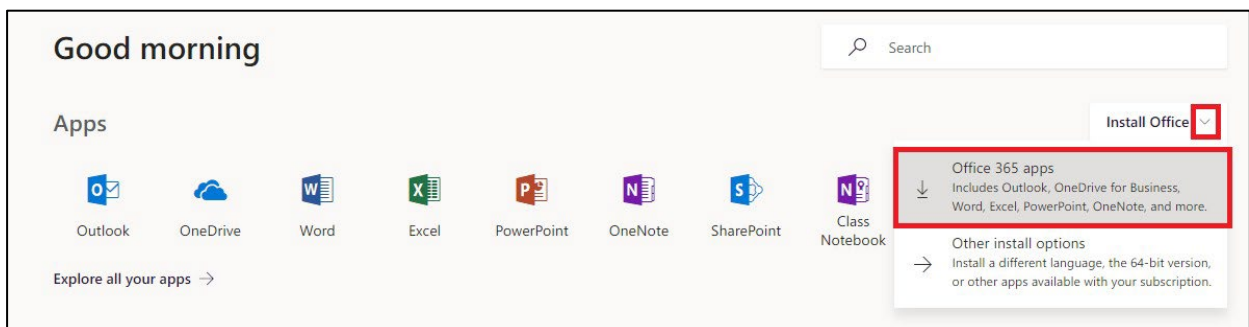 Good morning
Search
Apps
Install Office
Office 365 apps
Includes Outlook, OneDrive for Business,
Word, Excel, PowerPoint, OneNote, and more.
Outlook
OneDrive
Word
Excel
PowerPoint
OneNote
SharePoint
Class
Notebook
Other install options
Install a different language, the 64-bit version,
or other apps available with your subscription.
Explore all your apps →